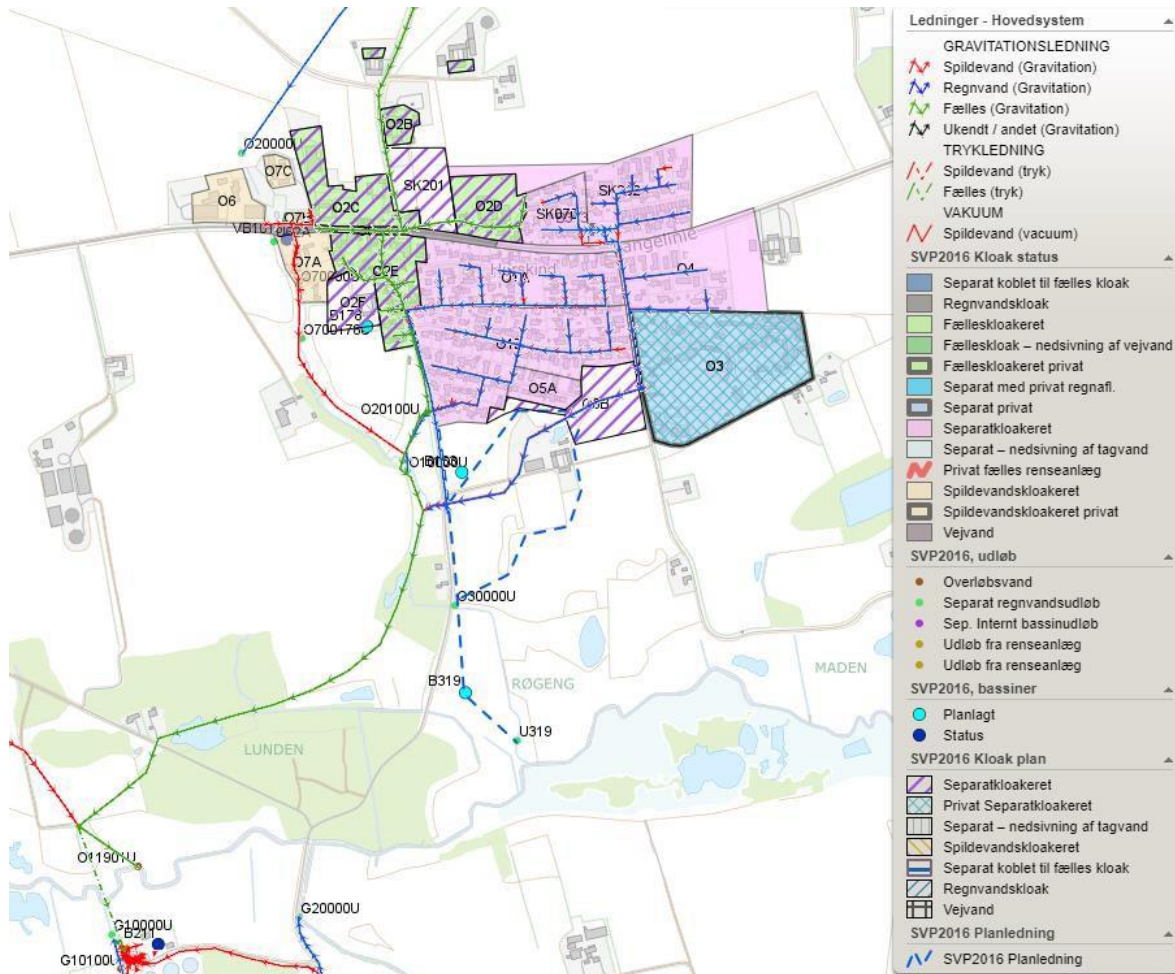 O20000U
O7C
O6
O2B
SK201
O2C
O2D
O7A
O2E
O2F
B178
O700178U
O3
O5A
O20100U
O30000U
B319
U319
RØGENG
MADEN
LUNDEN
O11901U
G10000U
B211
G10100U
G20000U
Ledninger - Hovedsystem
GRAVITATIONSLEDNING
Spildevand (Gravitation)
Regnvand (Gravitation)
Fælles (Gravitation)
Ukendt / andet (Gravitation)
TRYKLEDNING
Spildevand (tryk)
Fælles (tryk)
VAKUUM
Spildevand (vacuum)
SVP2016 Kloak status
Separat koblet til fælles kloak
Regnvandskloak
Fælleskloakeret
Fælleskloak – nedsivning af vejvand
Fælleskloakeret privat
Separat med privat regnafl.
Separat privat
Separatkloakeret
Separat – nedsivning af tagvand
Privat fælles renseanlæg
Spildevandskloakeret
Spildevandskloakeret privat
Vejvand
SVP2016, udløb
Overløbsvand
Separat regnvandsudløb
Sep. Internt bassinudløb
Udløb fra renseanlæg
Udløb fra renseanlæg
SVP2016, bassiner
Planlagt
Status
SVP2016 Kloak plan
Separatkloakeret
Privat Separatkloakeret
Separat – nedsivning af tagvand
Spildevandskloakeret
Separat koblet til fælles kloak
Regnvandskloak
Vejvand
SVP2016 Planledning
SVP2016 Planledning